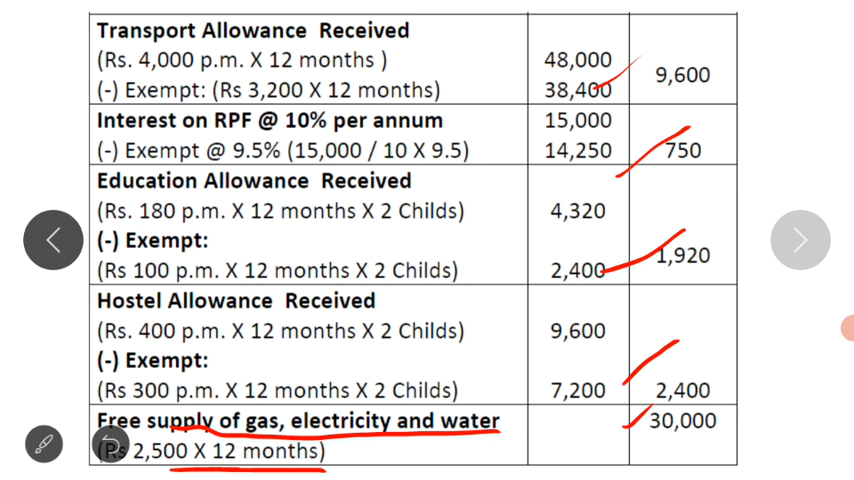 Transport Allowance Received
(Rs. 4,000 p.m. X 12 months ) 48,000
9,600
(-) Exempt: (Rs 3,200 X 12 months) 38,400
Interest on RPF @ 10% per annum 15,000
(-) Exempt @ 9.5% (15,000 / 10 X 9.5) 14,250 750
Education Allowance Received
(Rs. 180 p.m. X 12 months X 2 Childs) 4,320
(-) Exempt:
1,920
(Rs 100 p.m. X 12 months X 2 Childs) 2,400
Hostel Allowance Received
(Rs. 400 p.m. X 12 months X 2 Childs) 9,600
(-) Exempt:
(Rs 300 p.m. X 12 months X 2 Childs) 7,200 2,400
Free supply of gas, electricity and water 30,000
(Rs 2,500 X 12 months)